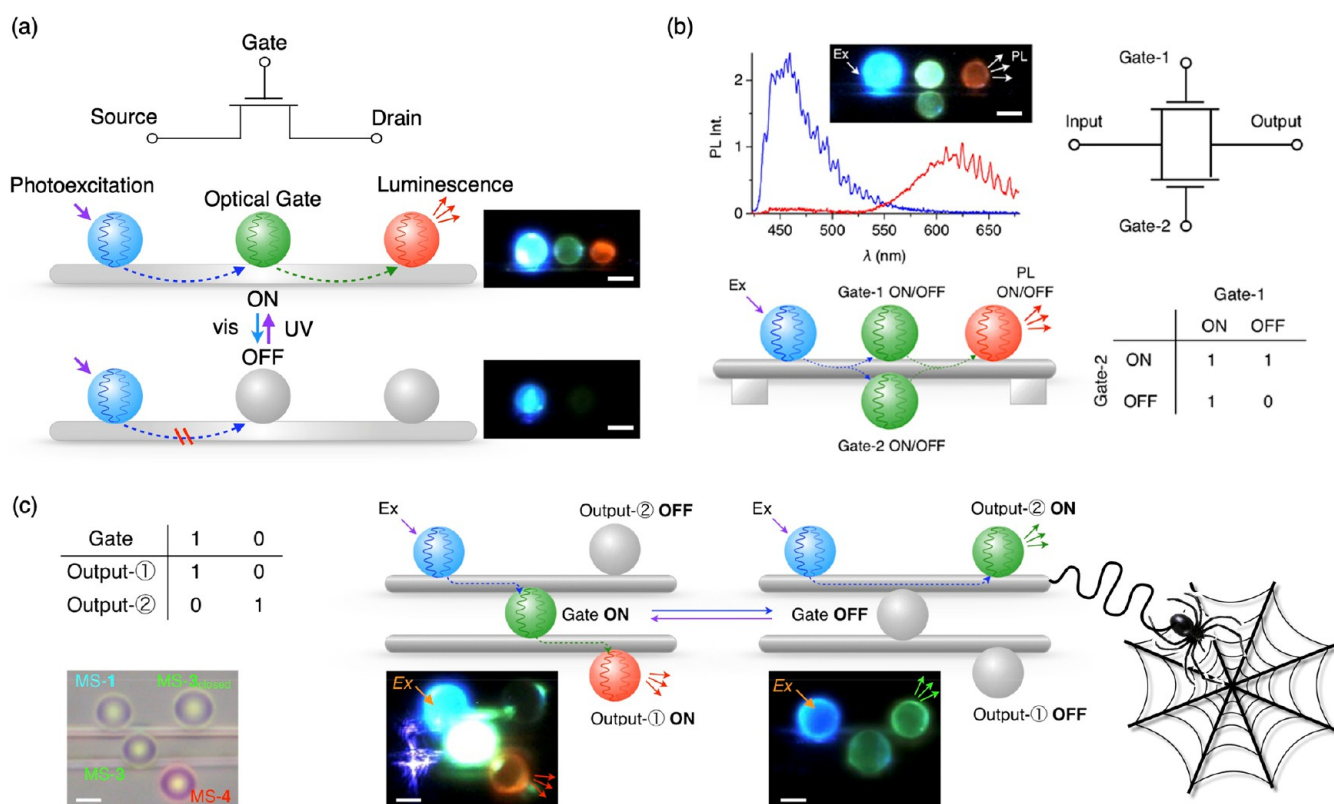 (a)
Gate
Source
Drain
Photoexcitation
Optical Gate
Luminescence
ON
vis
UV
OFF
(b)
PL Int.
2
1
0
450
500
550
600
650
λ (nm)
Ex
PL
Gate-1
Input
Output
Gate-2
Ex
Gate-1 ON/OFF
PL
ON/OFF
Gate-2 ON/OFF
Gate-1
ON OFF
Gate-2
ON 1 1
OFF 1 0
(c)
Gate 1 0
Output-① 1 0
Output-② 0 1
MS-1
MS-3closed
MS-3
MS-4
Ex
Output-② OFF
Gate ON
Output-① ON
Ex
Ex
Output-② ON
Gate OFF
Output-① OFF
Ex